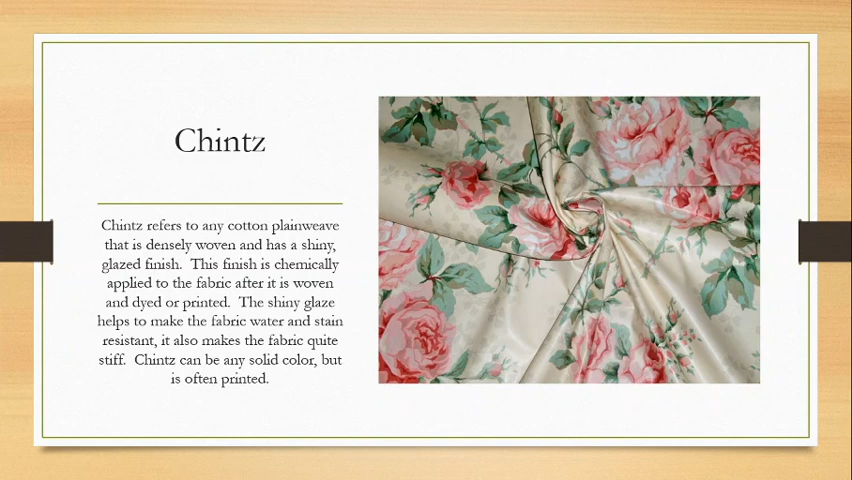 Chintz
Chintz refers to any cotton plainweave
that is densely woven and has a shiny,
glazed finish.  This finish is chemically
applied to the fabric after it is woven
and dyed or printed.  The shiny glaze
helps to make the fabric water and stain
resistant, it also makes the fabric quite
stiff.  Chintz can be any solid color, but
is often printed.